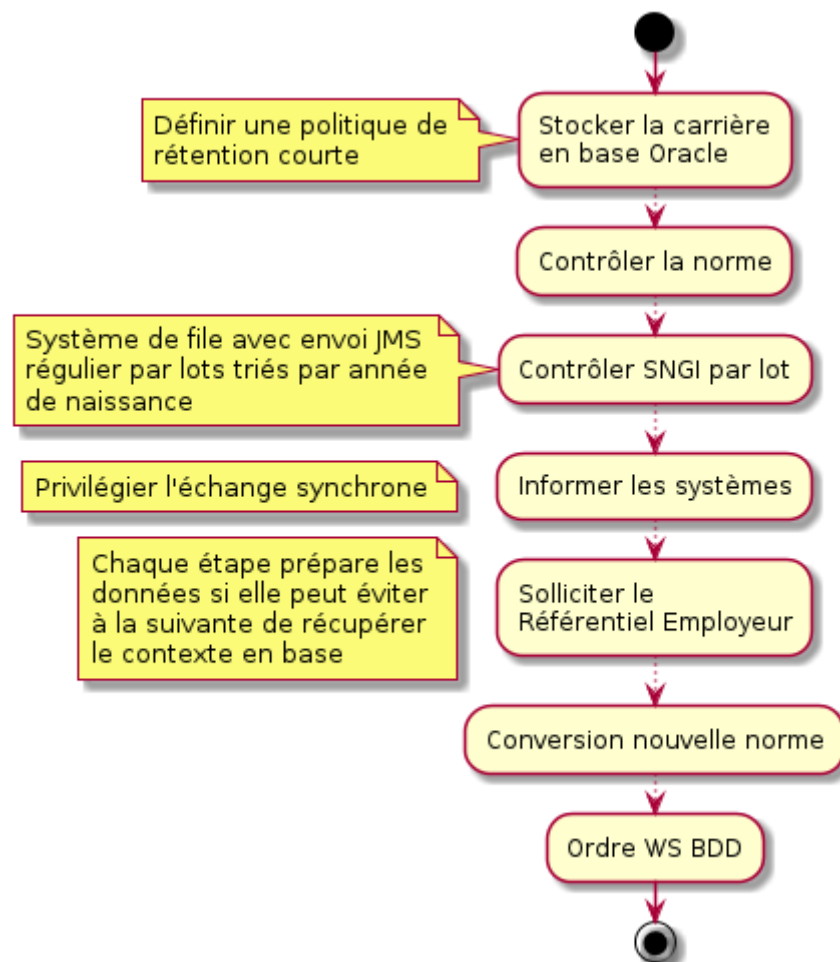 Définir une politique de
rétention courte
Stocker la carrière
en base Oracle
Contrôler la norme
Système de file avec envoi JMS
régulier par lots triés par année
de naissance
Contrôler SNGI par lot
Privilégier l'échange synchrone
Informer les systèmes
Chaque étape prépare les
données si elle peut éviter
à la suivante de récupérer
le contexte en base
Solliciter le
Référentiel Employeur
Conversion nouvelle norme
Ordre WS BDD